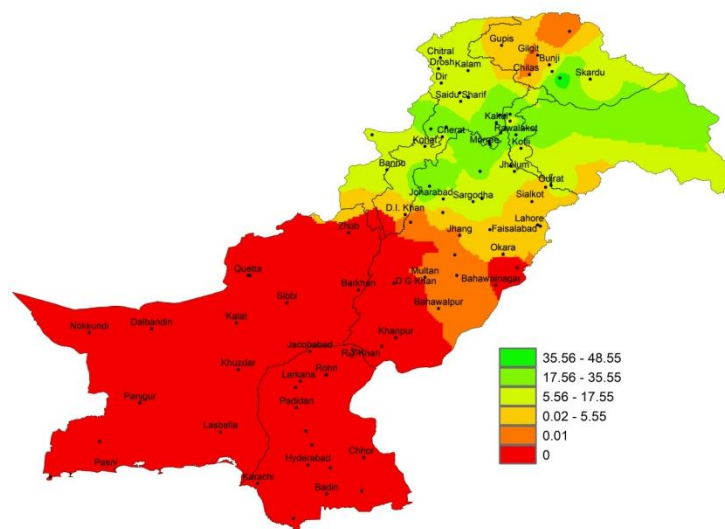 Gupis
Gilgit
Chitral
Bunji
Drosh
Kalam
Chilas
Skardu
Dir
Saidu Sharif
Kakul
Cherat
Rawalakot
Murree
Kotli
Kohat
Bannu
Jhelum
Gujrat
Joharabad
Sargodha
Sialkot
D.I. Khan
Lahore
Zhob
Jhang
Faisalabad
Okara
Quetta
Multan
Barkhan
D G Khan
Bahawalnagar
Sibbi
Bahawalpur
Nokkundi
Dalbandin
Kalat
Khanpur
Jacobabad
Khuzdar
Rohri
Larkana
Panjgur
Padidan
Lasballa
Pasni
Hyderabad
Chhor
Karachi
Badin
35.56 - 48.55
17.56 - 35.55
5.56 - 17.55
0.02 - 5.55
0.01
0